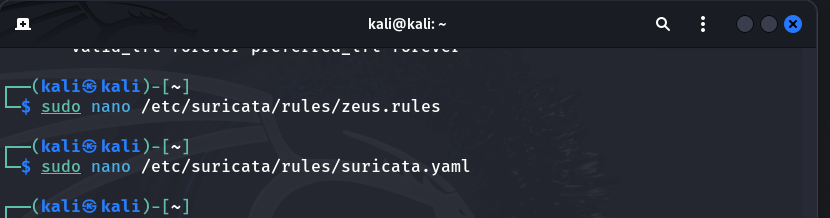 kali@kali: ~
valid_lft forever preferred_lft forever
┌──(kali㉿kali)-[~]
└─$ sudo nano /etc/suricata/rules/zeus.rules
┌──(kali㉿kali)-[~]
└─$ sudo nano /etc/suricata/rules/suricata.yaml
┌──(kali㉿kali)-[~]